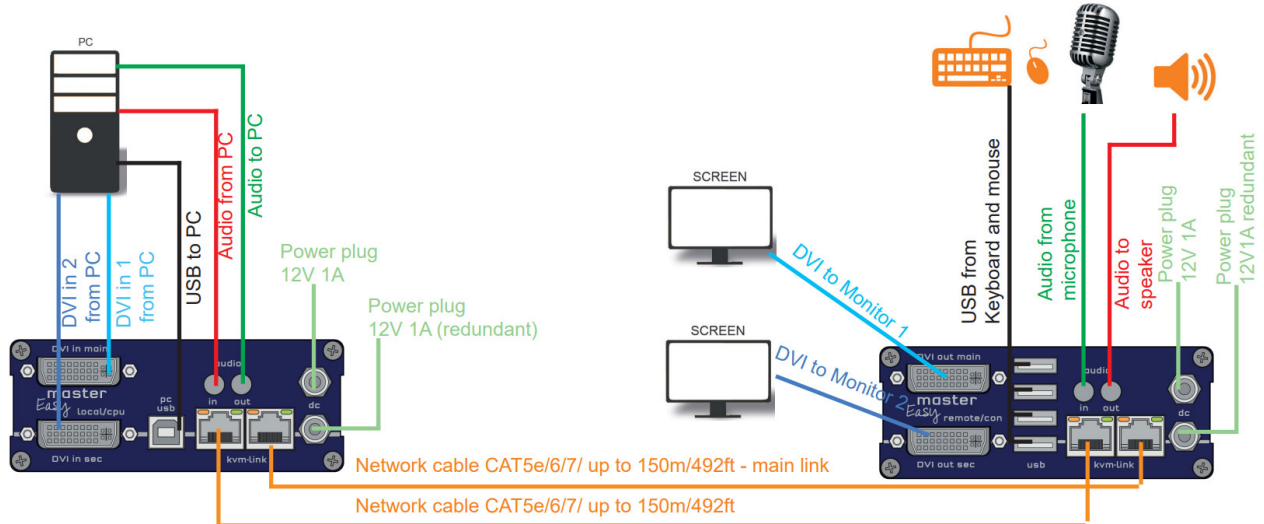 PC
Audio from PC
Audio to PC
USB to PC
DVI in 2
from PC
DVI in 1
from PC
Power plug
12V 1A
Power plug
12V 1A (redundant)
DVI in main
audio
master
Easy
local/cpu
pc
usb
in
out
dc
DVI in sec
kvm-link
SCREEN
SCREEN
DVI to Monitor 1
DVI to Monitor 2
USB from
Keyboard and mouse
Audio from
microphone
Audio to
speaker
Power plug
12V 1A
Power plug
12V1A redundant
DVI out main
audio
master
Easy
remote/con
in
out
dc
DVI out sec
usb
kvm-link
Network cable CAT5e/6/7/ up to 150m/492ft - main link
Network cable CAT5e/6/7/ up to 150m/492ft